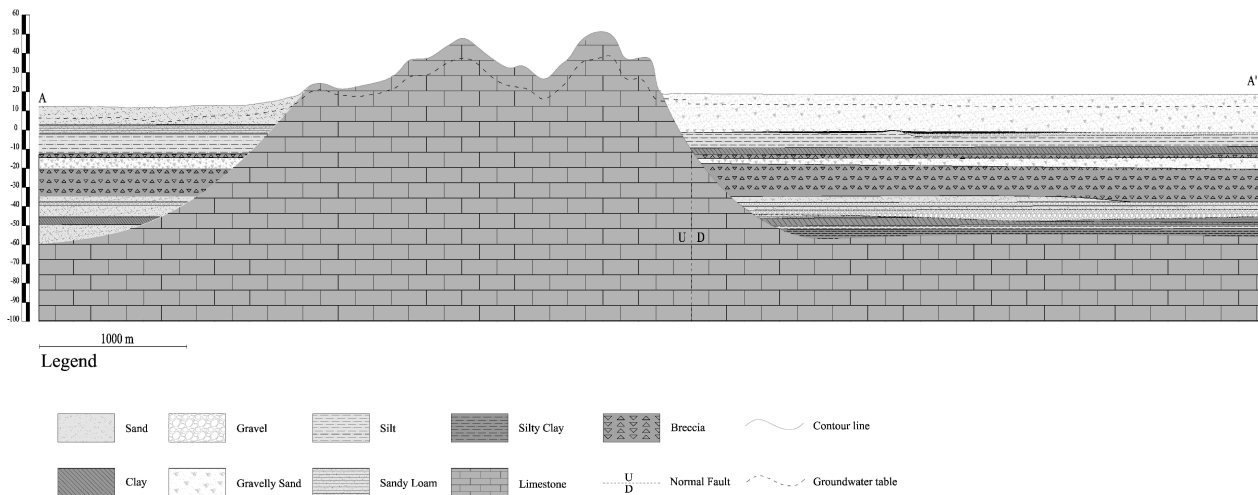 60
50
40
30
20
10
0
-10
-20
-30
-40
-50
-60
-70
-80
-90
-100
A
A'
U D
1000 m
Legend
Sand Gravel Silt Silty Clay Breccia Contour line
Clay Gravelly Sand Sandy Loam Limestone U D Normal Fault Groundwater table